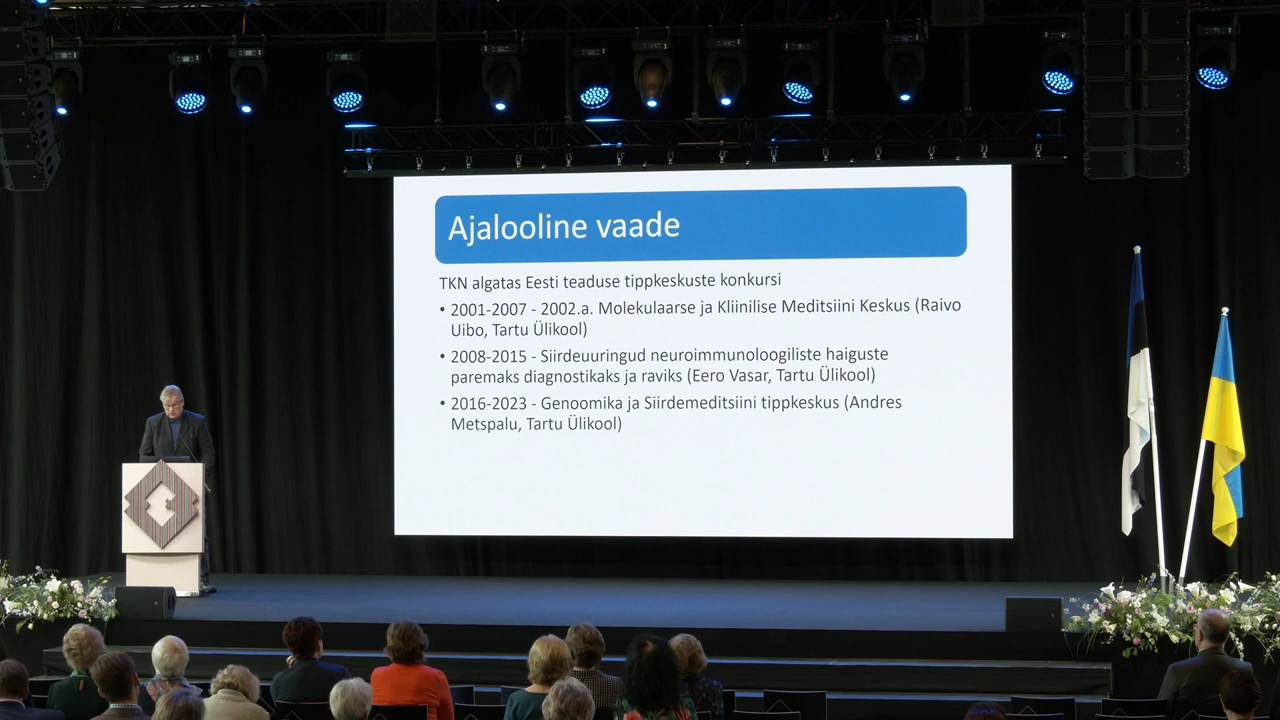 Ajalooline vaade
TKN algatas Eesti teaduse tippkeskuste konkursi
• 2001-2007 - 2002.a. Molekulaarse ja Kliinilise Meditsiini Keskus (Raivo
Uibo, Tartu Ülikool)
• 2008-2015 - Siirdeuuringud neuroimmunoloogiliste haiguste
paremaks diagnostikaks ja raviks (Eero Vasar, Tartu Ülikool)
• 2016-2023 - Genoomika ja Siirdemeditsiini tippkeskus (Andres
Metspalu, Tartu Ülikool)